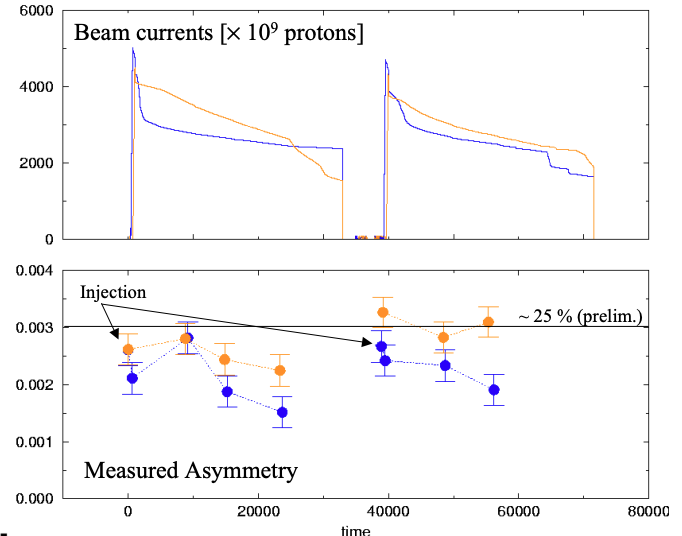 6000
Beam currents [× 10⁹ protons]
4000
2000
0
0.004
Injection
~ 25 % (prelim.)
0.003
0.002
0.001
Measured Asymmetry
0.000
0 20000 40000 60000 80000
time